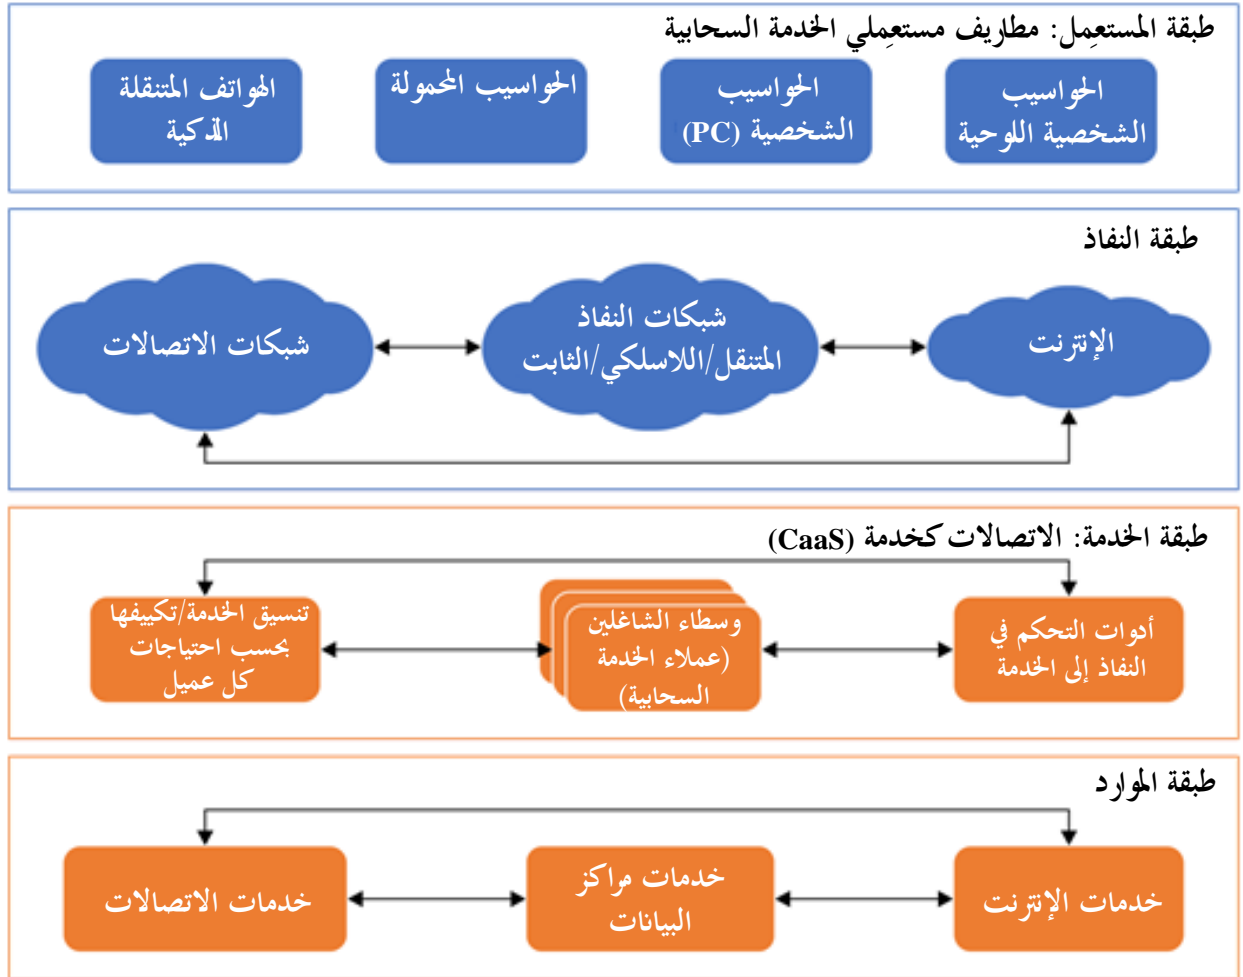 طبقة المستعمِل: مطاريف مستعمِلي الخدمة السحابية
الحواسيب
الشخصية اللوحية
الحواسيب
الشخصية (PC)
الحواسيب المحمولة
الهواتف المتنقلة
الذكية
طبقة النفاذ
الإنترنت
شبكات النفاذ
المتنقل/اللاسلكي/الثابت
شبكات الاتصالات
طبقة الخدمة: الاتصالات كخدمة (CaaS)
أدوات التحكم في
النفاذ إلى الخدمة
وسطاء الشاغلين
(عملاء الخدمة
السحابية)
تنسيق الخدمة/تكييفها
بحسب احتياجات
كل عميل
طبقة الموارد
خدمات الإنترنت
خدمات مراكز
البيانات
خدمات الاتصالات